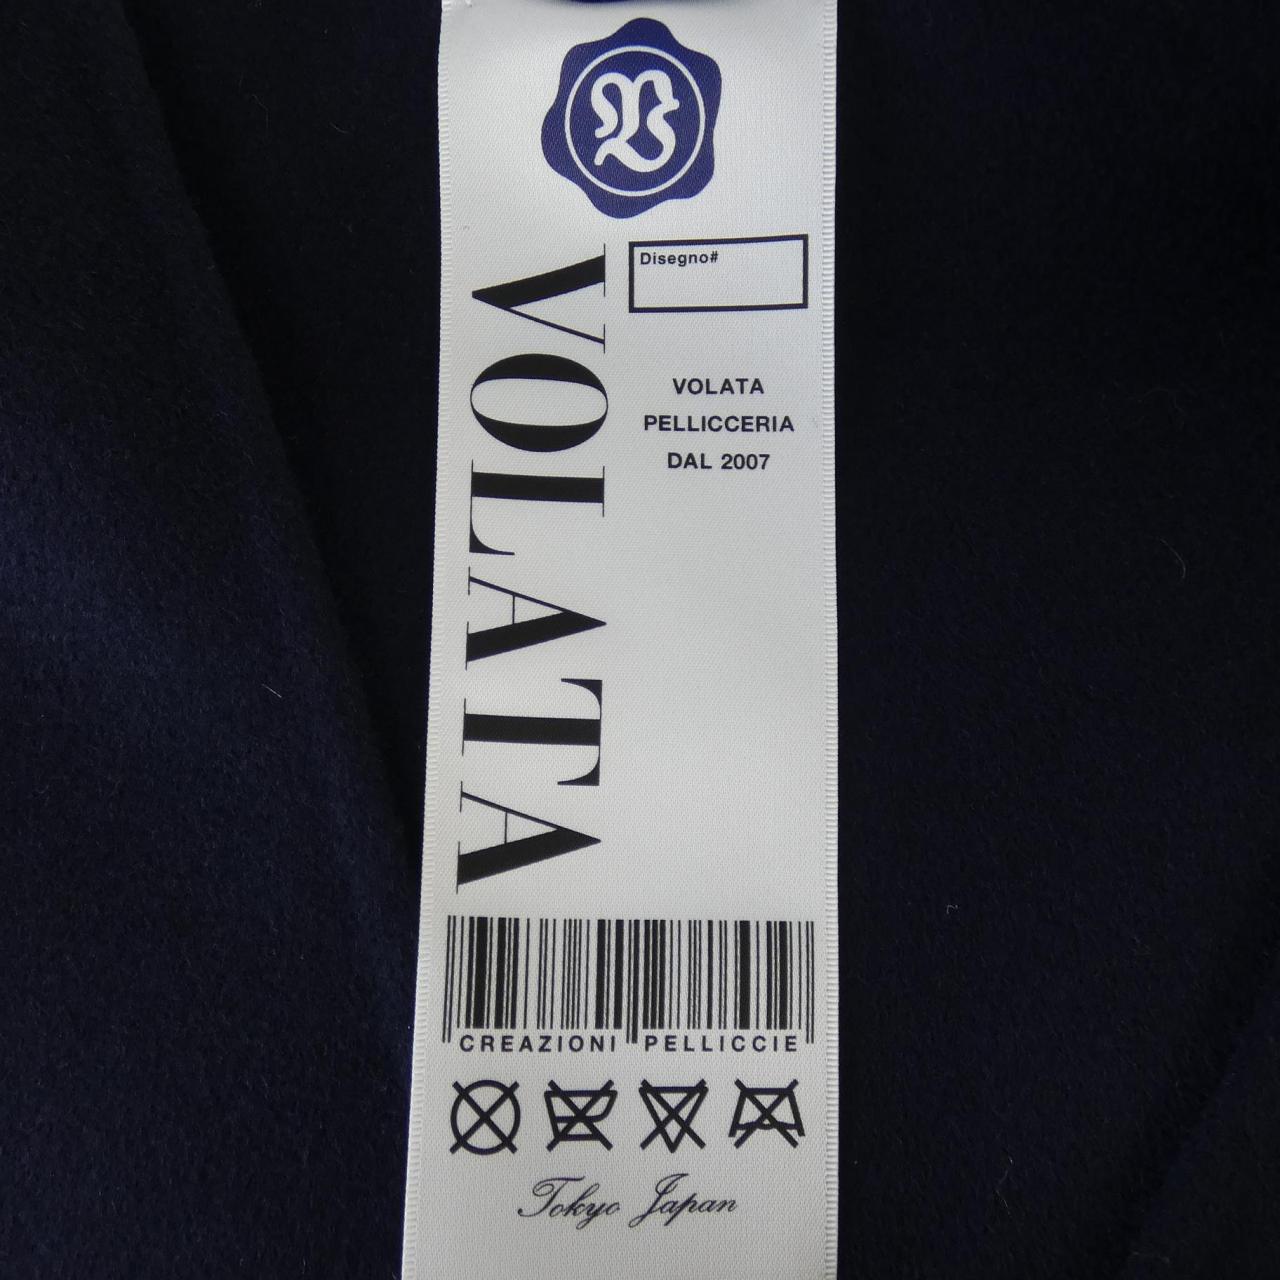 Disegno#
VOLATA
VOLATA
PELLICCERIA
DAL 2007
CREAZIONI PELLICCIE
Tokyo Japan